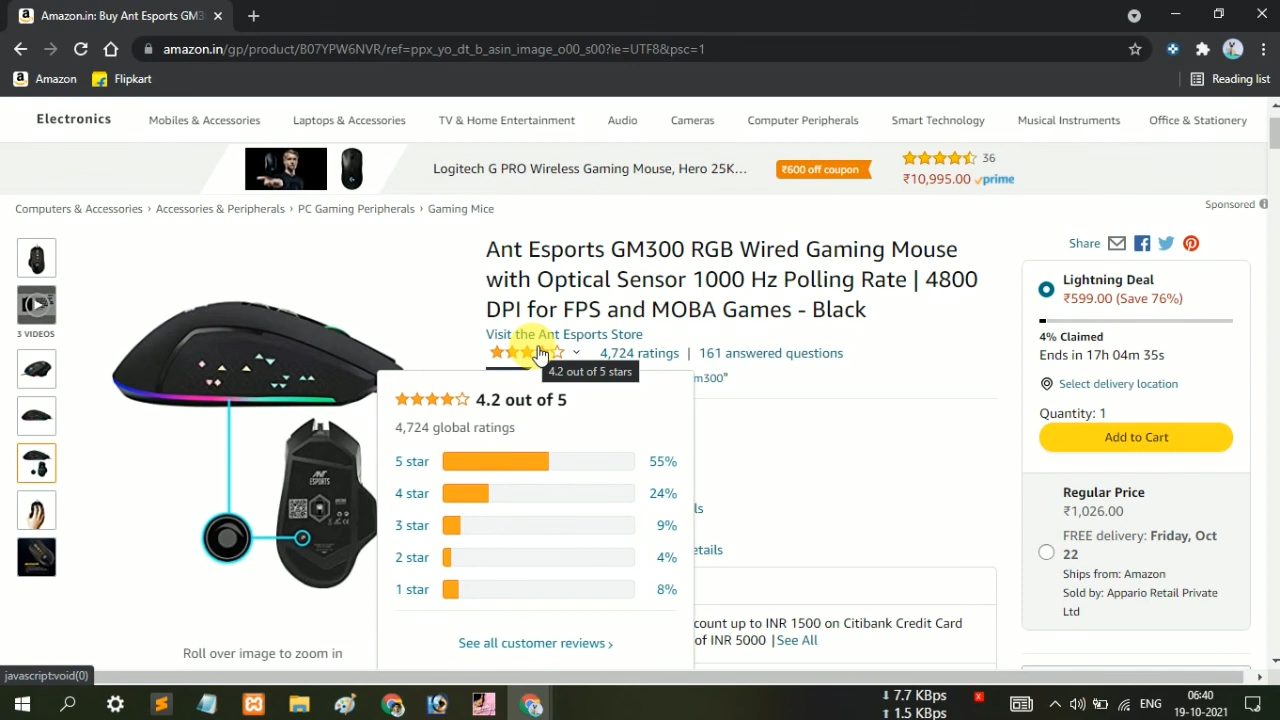 Amazon.in: Buy Ant Esports GM3
amazon.in/gp/product/B07YPW6NVR/ref=ppx_yo_dt_b_asin_image_o00_s00?ie=UTF8&psc=1
Amazon
Flipkart
Reading list
Electronics
Mobiles & Accessories
Laptops & Accessories
TV & Home Entertainment
Audio
Cameras
Computer Peripherals
Smart Technology
Musical Instruments
Office & Stationery
Logitech G PRO Wireless Gaming Mouse, Hero 25K...
₹600 off coupon
36
₹10,995.00 prime
Computers & Accessories › Accessories & Peripherals › PC Gaming Peripherals › Gaming Mice
Sponsored
3 VIDEOS
ANT
ESPORTS
Roll over image to zoom in
Ant Esports GM300 RGB Wired Gaming Mouse
with Optical Sensor 1000 Hz Polling Rate | 4800
DPI for FPS and MOBA Games - Black
Visit the Ant Esports Store
4,724 ratings | 161 answered questions
4.2 out of 5 stars
m300"
4.2 out of 5
4,724 global ratings
5 star 55%
4 star 24%
3 star 9%
2 star 4%
1 star 8%
See all customer reviews ›
ls
etails
count up to INR 1500 on Citibank Credit Card
of INR 5000 | See All
Share
Lightning Deal
₹599.00 (Save 76%)
4% Claimed
Ends in 17h 04m 35s
Select delivery location
Quantity: 1
Add to Cart
Regular Price
₹1,026.00
FREE delivery: Friday, Oct
22
Ships from: Amazon
Sold by: Appario Retail Private
Ltd
javascript:void(0)
7.7 KBps
1.5 KBps
ENG
06:40
19-10-2021